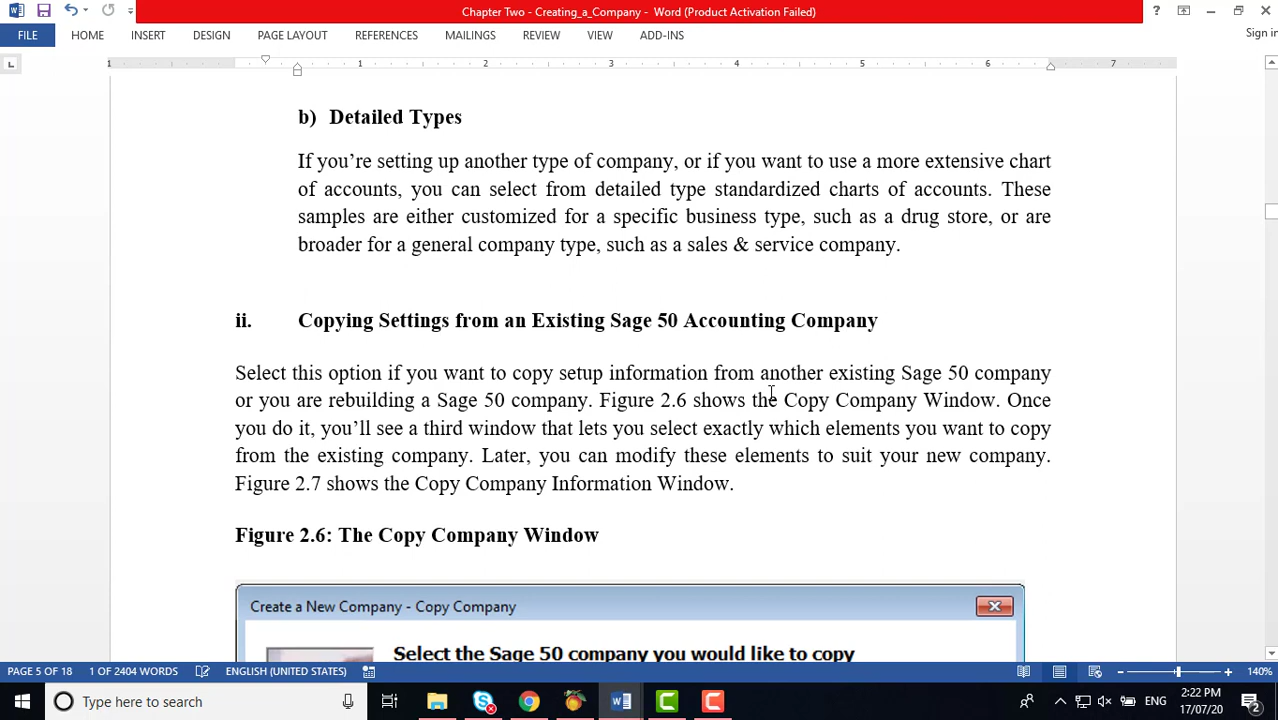 Chapter Two - Creating_a_Company - Word (Product Activation Failed)
?
FILE HOME INSERT DESIGN PAGE LAYOUT REFERENCES MAILINGS REVIEW VIEW ADD-INS Sign in
1 1 2 3 4 5 6 7
b) Detailed Types
If you’re setting up another type of company, or if you want to use a more extensive chart
of accounts, you can select from detailed type standardized charts of accounts. These
samples are either customized for a specific business type, such as a drug store, or are
broader for a general company type, such as a sales & service company.
ii. Copying Settings from an Existing Sage 50 Accounting Company
Select this option if you want to copy setup information from another existing Sage 50 company
or you are rebuilding a Sage 50 company. Figure 2.6 shows the Copy Company Window. Once
you do it, you’ll see a third window that lets you select exactly which elements you want to copy
from the existing company. Later, you can modify these elements to suit your new company.
Figure 2.7 shows the Copy Company Information Window.
Figure 2.6: The Copy Company Window
Create a New Company - Copy Company
Select the Sage 50 company you would like to copy
PAGE 5 OF 18 1 OF 2404 WORDS ENGLISH (UNITED STATES) 140%
Type here to search
ENG
2:22 PM
17/07/20
2